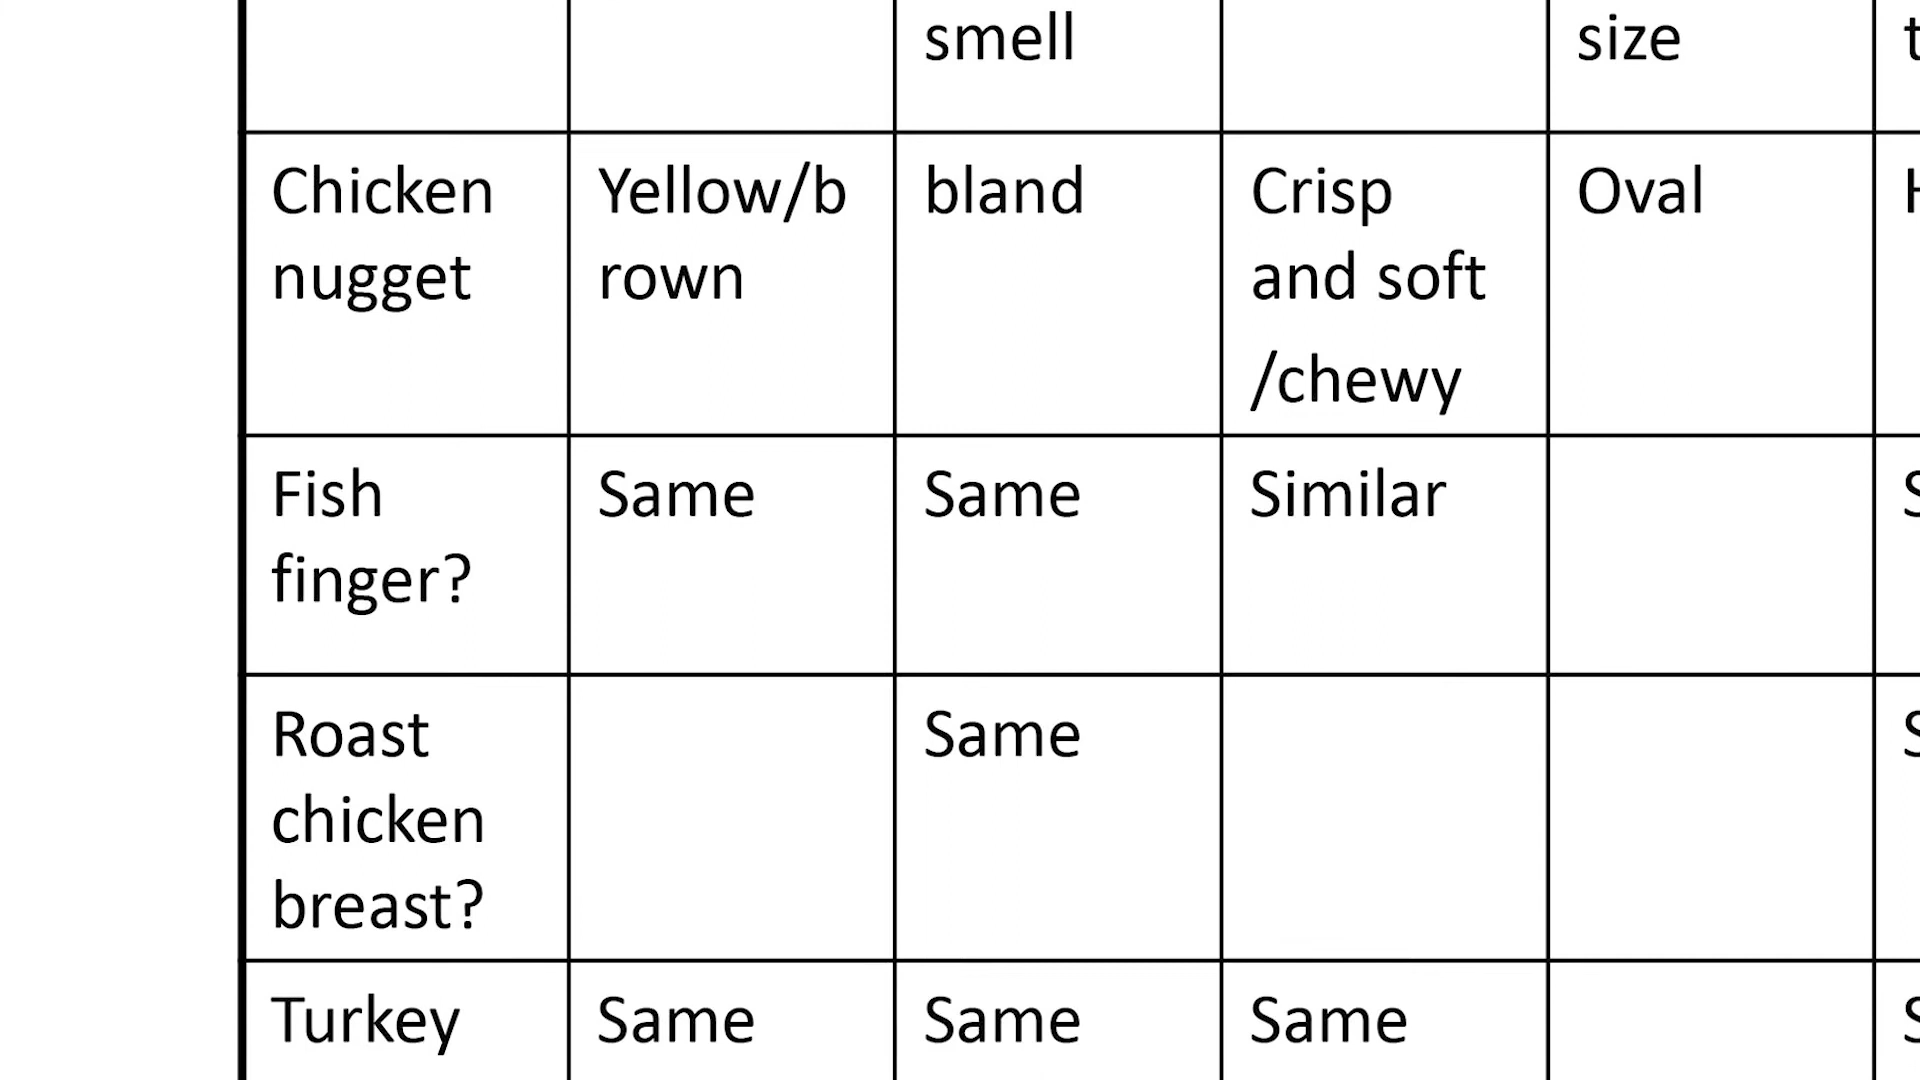 smell size
Chicken Yellow/b bland Crisp Oval
nugget rown and soft
/chewy
Fish Same Same Similar
finger?
Roast Same
chicken
breast?
Turkey Same Same Same